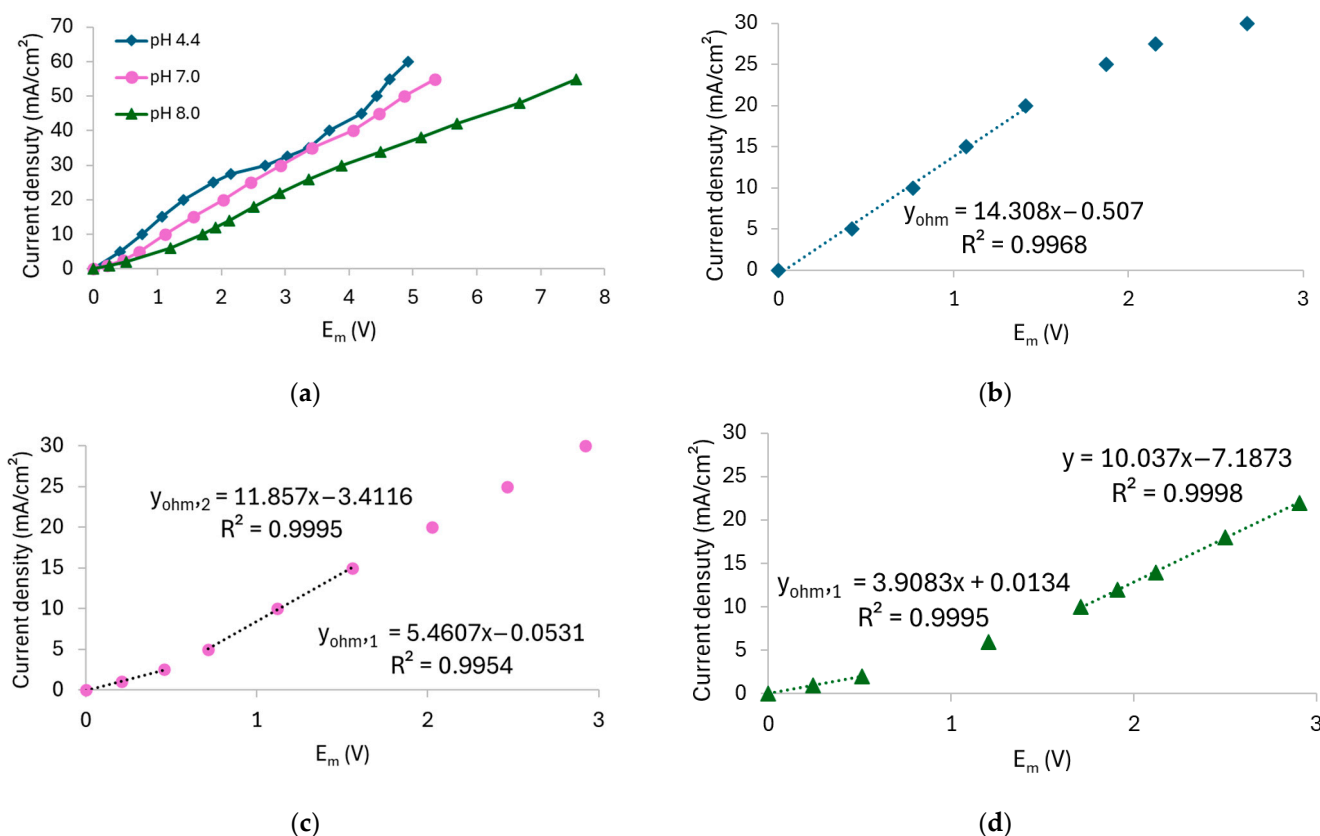 pH 4.4
pH 7.0
pH 8.0
Current densuty (mA/cm²)
70
60
50
40
30
20
10
0
0 1 2 3 4 5 6 7 8
Eₘ (V)
(a)
Current densuty (mA/cm²)
30
25
20
15
10
5
0
yohm = 14.308x−0.507
R² = 0.9968
0 1 2 3
Eₘ (V)
(b)
Current densuty (mA/cm²)
30
25
20
15
10
5
0
yohm,2 = 11.857x−3.4116
R² = 0.9995
yohm,1 = 5.4607x−0.0531
R² = 0.9954
0 1 2 3
Eₘ (V)
(c)
Current densuty (mA/cm²)
30
25
20
15
10
5
0
y = 10.037x−7.1873
R² = 0.9998
yohm,1 = 3.9083x + 0.0134
R² = 0.9995
0 1 2 3
Eₘ (V)
(d)